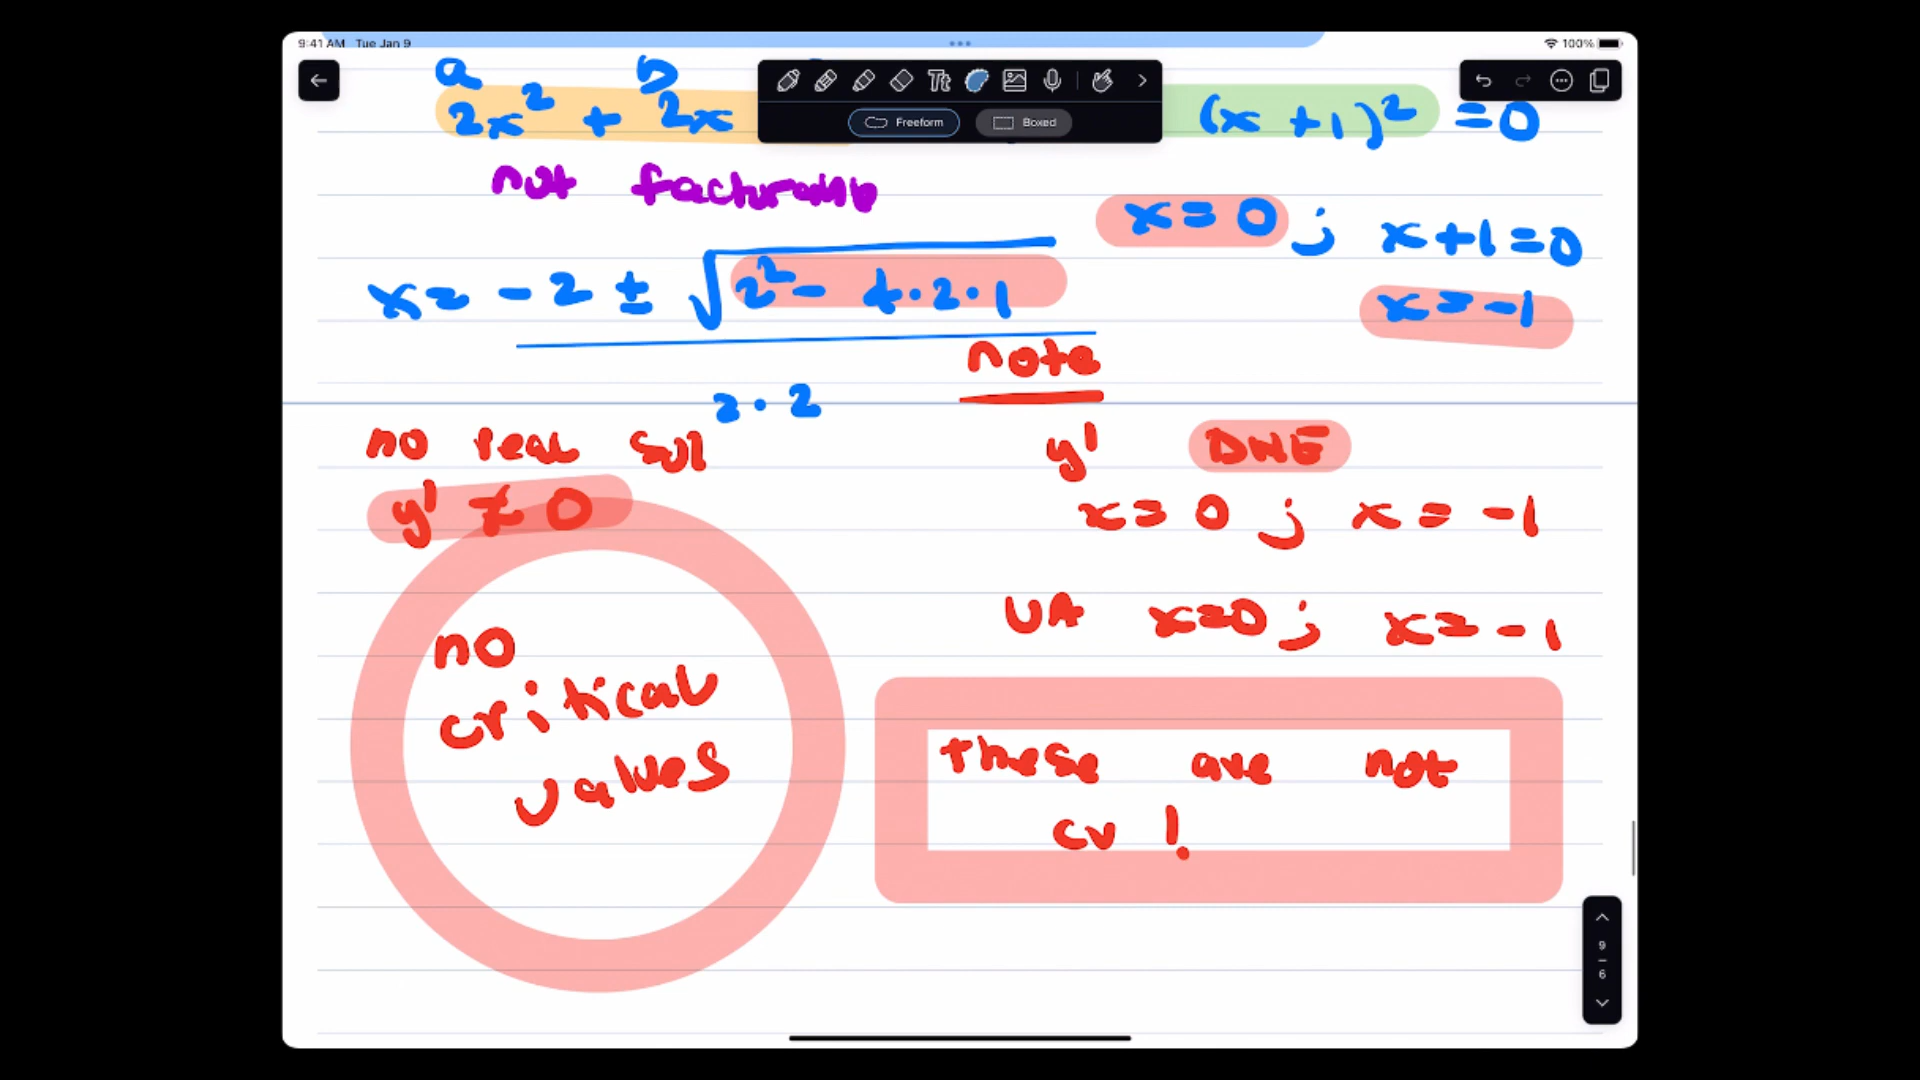 9:41 AM Tue Jan 9
100%
Freeform Boxed
a b
2x² + 2x
(x + 1)² = 0
not
x = 0 ; x + 1 = 0
x = -2 ± √2² - 4·2·1
2·2
x = -1
note
no real sol
y' ≠ 0
y' DNE
x = 0 ; x = -1
no
critical
values
VA x=0 ; x = -1
these are not
cv !
9
–
6